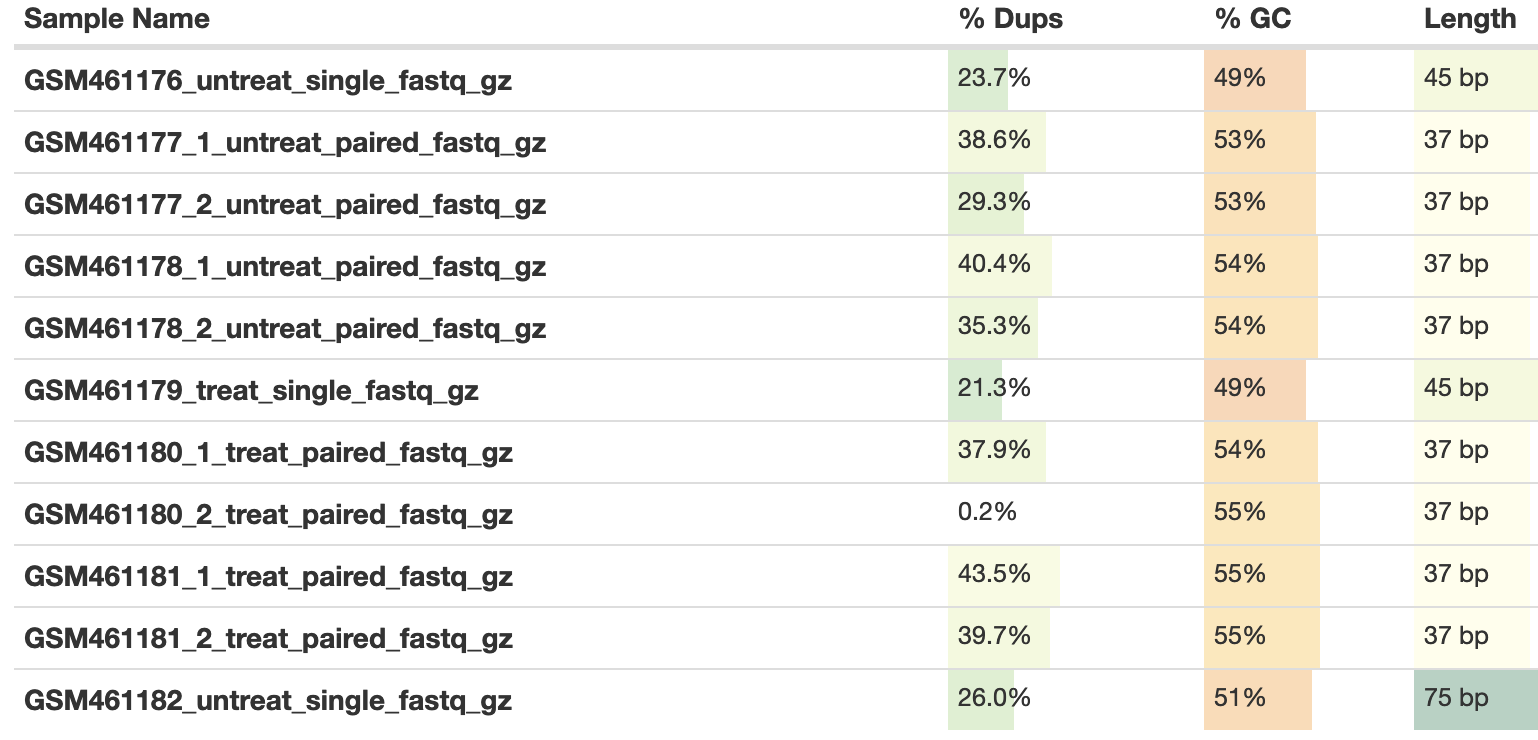 Sample Name % Dups % GC Length
GSM461176_untreat_single_fastq_gz 23.7% 49% 45 bp
GSM461177_1_untreat_paired_fastq_gz 38.6% 53% 37 bp
GSM461177_2_untreat_paired_fastq_gz 29.3% 53% 37 bp
GSM461178_1_untreat_paired_fastq_gz 40.4% 54% 37 bp
GSM461178_2_untreat_paired_fastq_gz 35.3% 54% 37 bp
GSM461179_treat_single_fastq_gz 21.3% 49% 45 bp
GSM461180_1_treat_paired_fastq_gz 37.9% 54% 37 bp
GSM461180_2_treat_paired_fastq_gz 0.2% 55% 37 bp
GSM461181_1_treat_paired_fastq_gz 43.5% 55% 37 bp
GSM461181_2_treat_paired_fastq_gz 39.7% 55% 37 bp
GSM461182_untreat_single_fastq_gz 26.0% 51% 75 bp